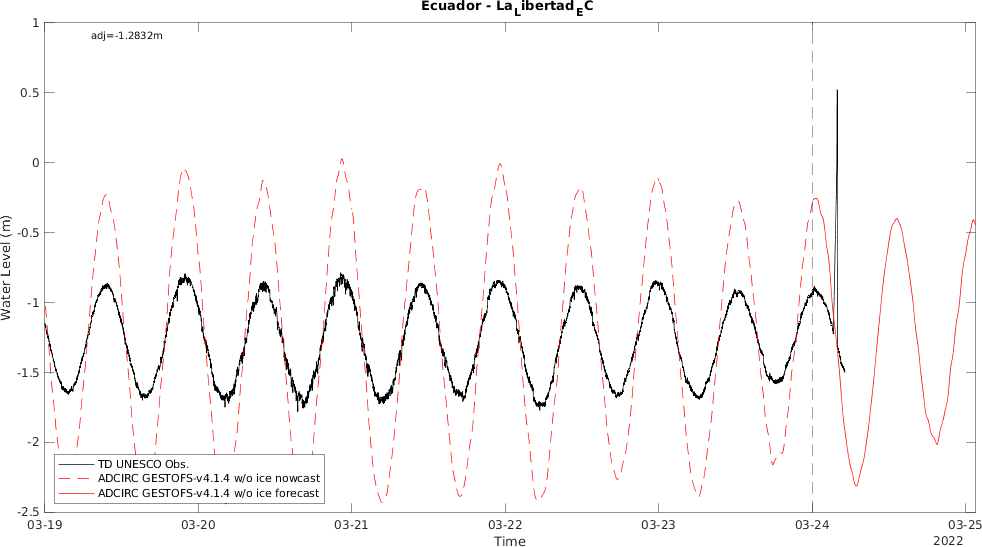 Ecuador - LaLibertadEC
adj=-1.2832m
1
0.5
0
-0.5
-1
-1.5
-2
-2.5
Water Level (m)
TD UNESCO Obs.
ADCIRC GESTOFS-v4.1.4 w/o ice nowcast
ADCIRC GESTOFS-v4.1.4 w/o ice forecast
03-19 03-20 03-21 03-22 03-23 03-24 03-25
Time
2022